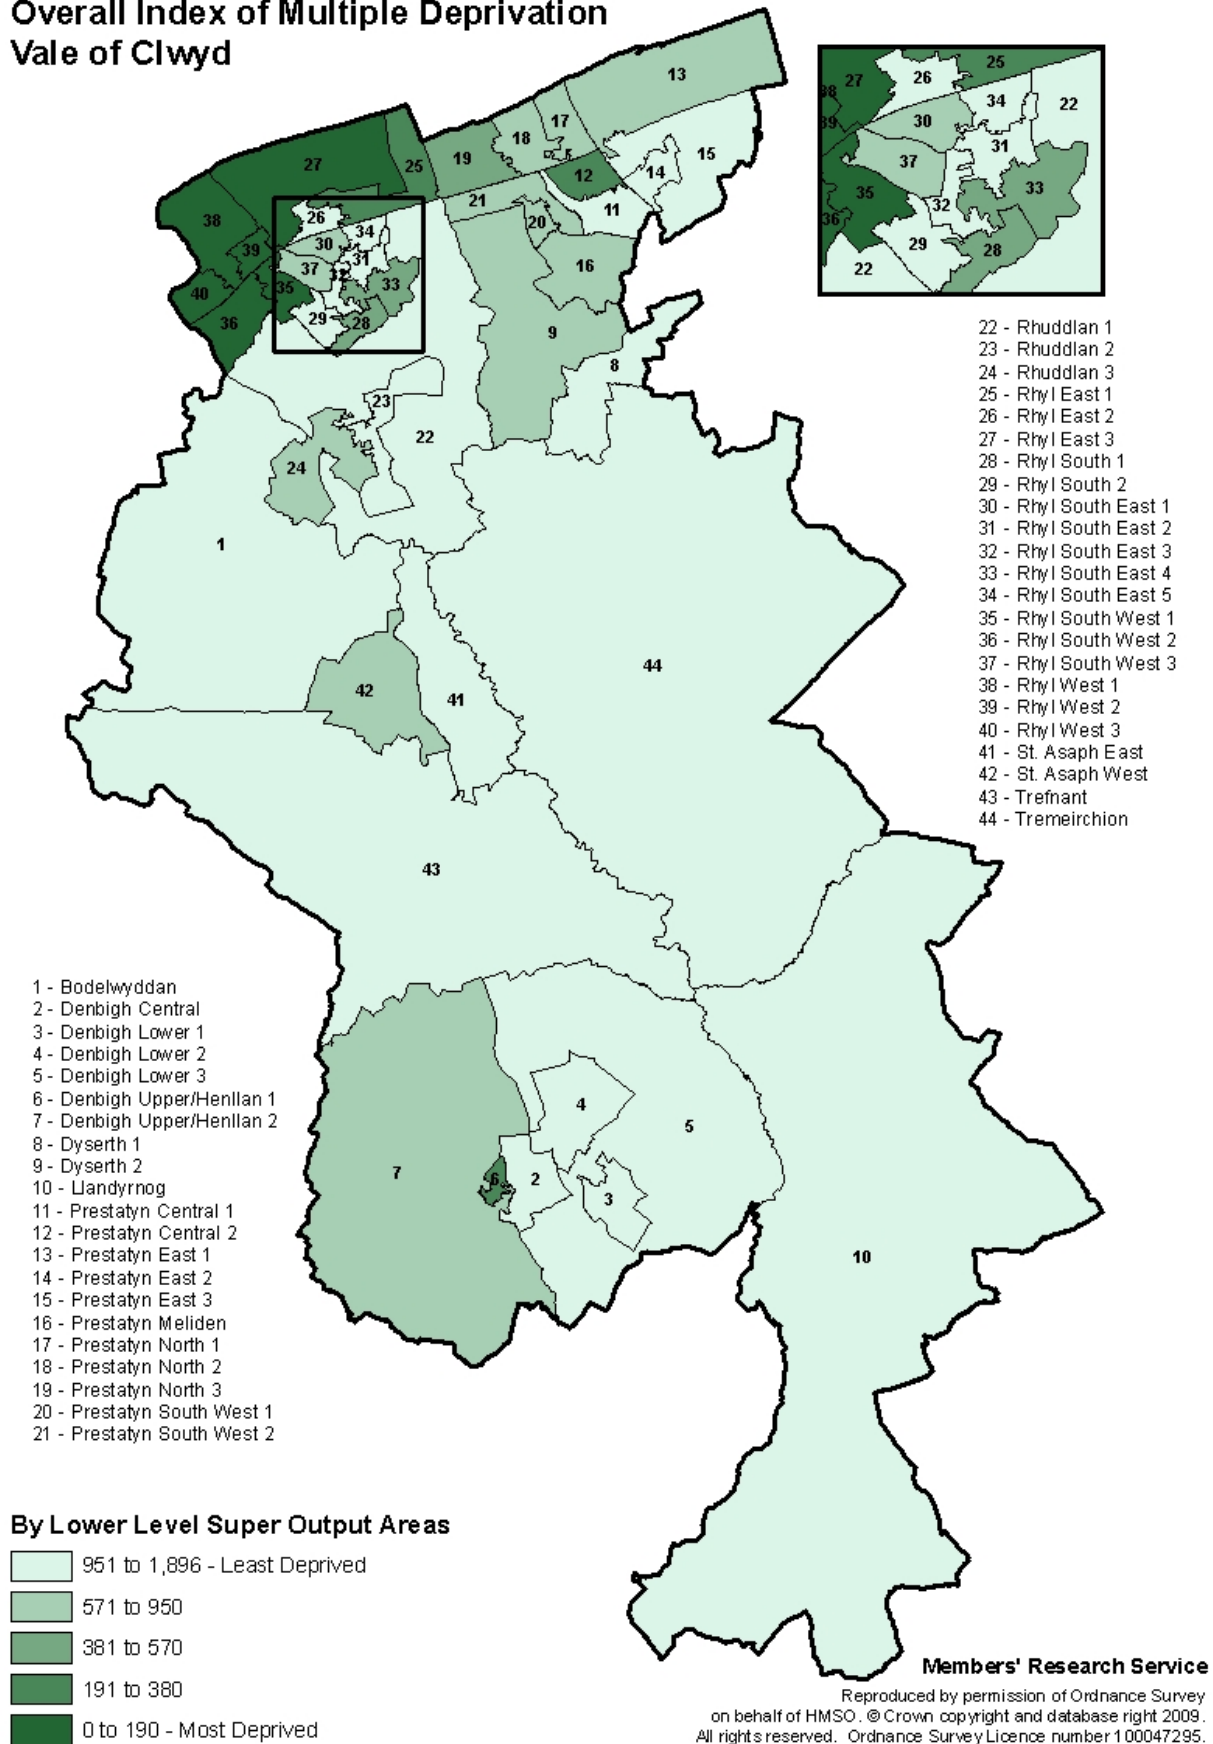 Overall Index of Multiple Deprivation
Vale of Clwyd
13
17
18
19
25
27
12
14
15
21
20
11
16
38
39
40
36
26
34
30
31
37
32
35
33
29
28
9
8
23
22
24
1
42
41
44
43
4
5
7
6
2
3
10
25
27
26
38
34
22
39
30
31
37
35
33
32
36
29
28
22
22 - Rhuddlan 1
23 - Rhuddlan 2
24 - Rhuddlan 3
25 - Rhyl East 1
26 - Rhyl East 2
27 - Rhyl East 3
28 - Rhyl South 1
29 - Rhyl South 2
30 - Rhyl South East 1
31 - Rhyl South East 2
32 - Rhyl South East 3
33 - Rhyl South East 4
34 - Rhyl South East 5
35 - Rhyl South West 1
36 - Rhyl South West 2
37 - Rhyl South West 3
38 - Rhyl West 1
39 - Rhyl West 2
40 - Rhyl West 3
41 - St. Asaph East
42 - St. Asaph West
43 - Trefnant
44 - Tremeirchion
1 - Bodelwyddan
2 - Denbigh Central
3 - Denbigh Lower 1
4 - Denbigh Lower 2
5 - Denbigh Lower 3
6 - Denbigh Upper/Henllan 1
7 - Denbigh Upper/Henllan 2
8 - Dyserth 1
9 - Dyserth 2
10 - Llandyrnog
11 - Prestatyn Central 1
12 - Prestatyn Central 2
13 - Prestatyn East 1
14 - Prestatyn East 2
15 - Prestatyn East 3
16 - Prestatyn Meliden
17 - Prestatyn North 1
18 - Prestatyn North 2
19 - Prestatyn North 3
20 - Prestatyn South West 1
21 - Prestatyn South West 2
By Lower Level Super Output Areas
951 to 1,896 - Least Deprived
571 to 950
381 to 570
191 to 380
0 to 190 - Most Deprived
Members' Research Service
Reproduced by permission of Ordnance Survey
on behalf of HMSO. © Crown copyright and database right 2009.
All rights reserved. Ordnance Survey Licence number 100047295.